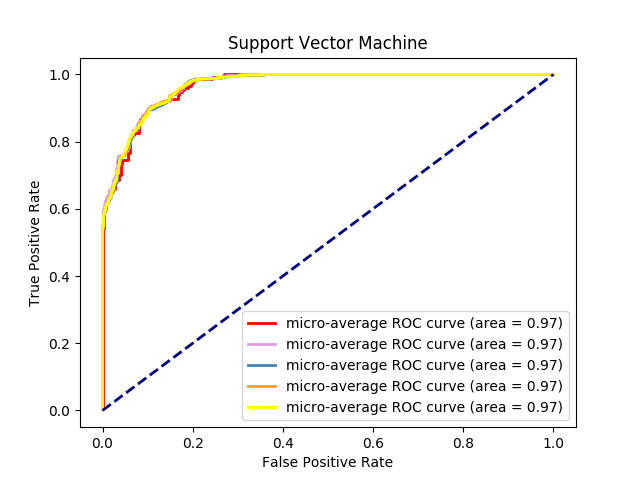 Support Vector Machine
1.0
0.8
0.6
0.4
0.2
0.0
True Positive Rate
micro-average ROC curve (area = 0.97)
micro-average ROC curve (area = 0.97)
micro-average ROC curve (area = 0.97)
micro-average ROC curve (area = 0.97)
micro-average ROC curve (area = 0.97)
0.0 0.2 0.4 0.6 0.8 1.0
False Positive Rate